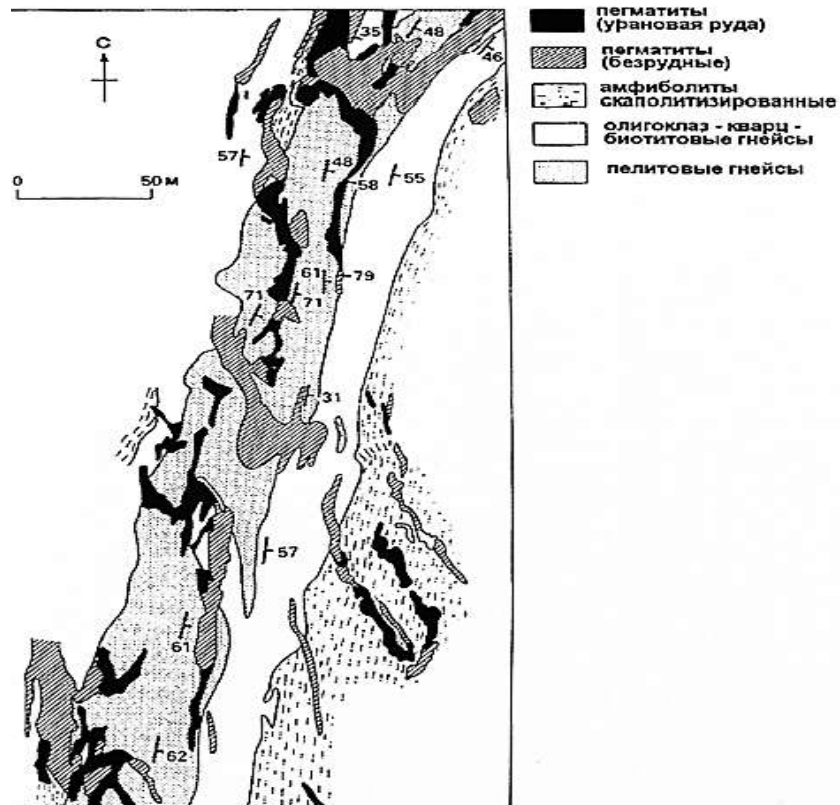 С
0 50 м
35
48
46
57
48
58
55
61
79
71
71
31
57
61
62
пегматиты
(урановая руда)
пегматиты
(безрудные)
амфиболиты
скаполитизированные
олигоклаз - кварц -
биотитовые гнейсы
пелитовые гнейсы